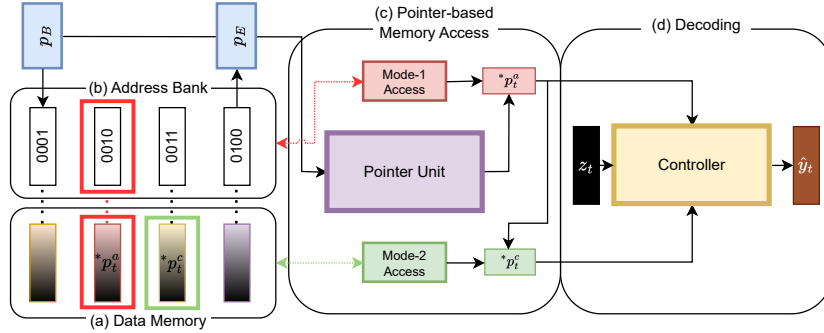 p_B
p_E
(c) Pointer-based
Memory Access
(d) Decoding
(b) Address Bank
0001
0010
0011
0100
Mode-1
Access
*p_t^a
Pointer Unit
z_t
Controller
ŷ_t
*p_t^a
*p_t^c
Mode-2
Access
*p_t^c
(a) Data Memory